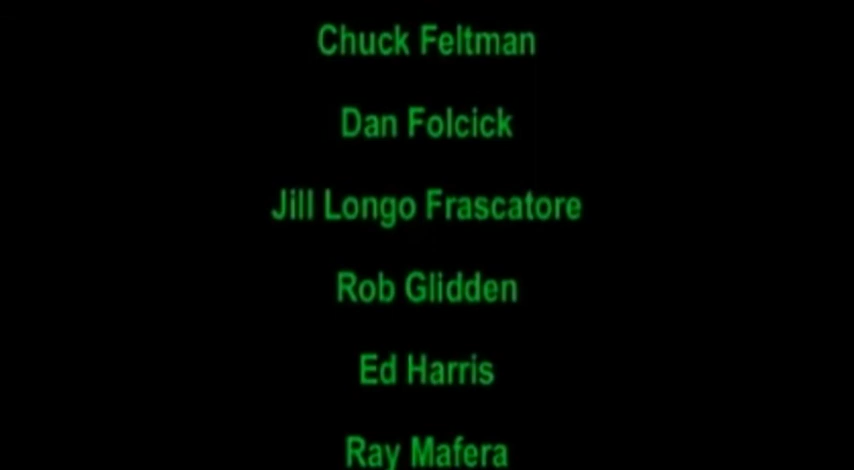 Chuck Feltman
Dan Folcick
Jill Longo Frascatore
Rob Glidden
Ed Harris
Ray Mafera